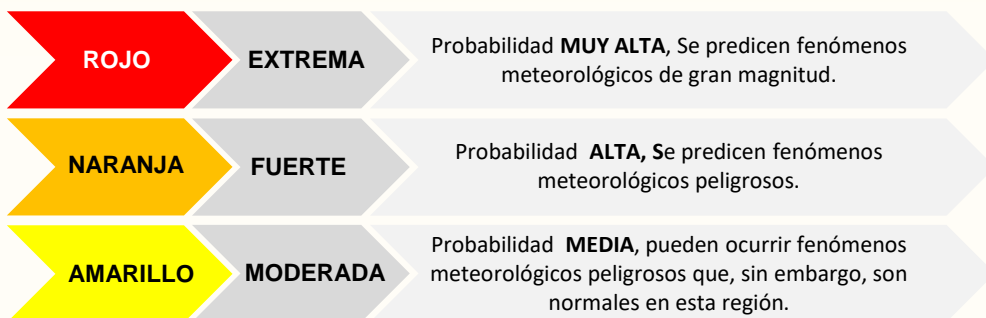 ROJO
EXTREMA
Probabilidad MUY ALTA, Se predicen fenómenos
meteorológicos de gran magnitud.
NARANJA
FUERTE
Probabilidad ALTA, Se predicen fenómenos
meteorológicos peligrosos.
AMARILLO
MODERADA
Probabilidad MEDIA, pueden ocurrir fenómenos
meteorológicos peligrosos que, sin embargo, son
normales en esta región.